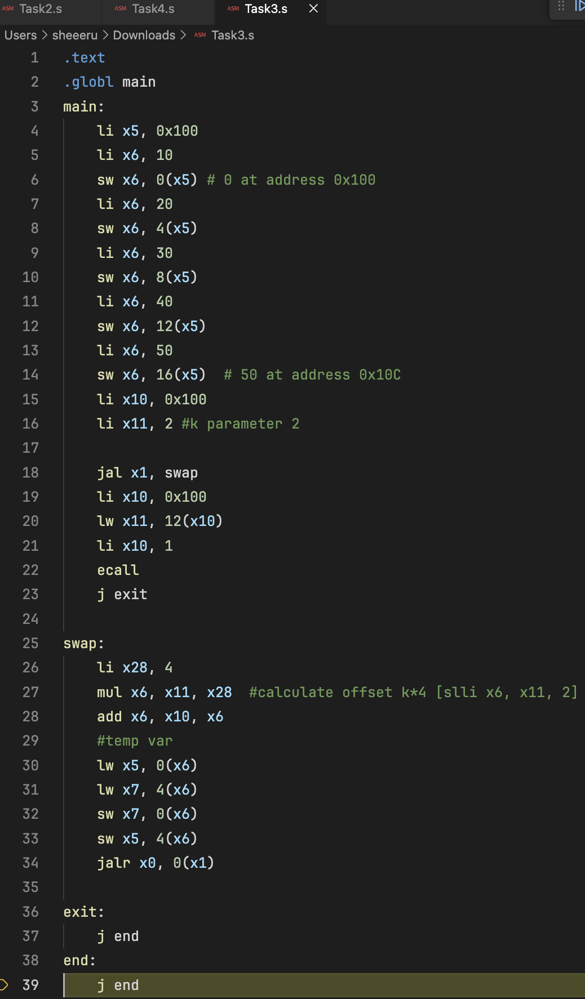 ASM Task2.s ASM Task4.s ASM Task3.s ×
Users > sheeeru > Downloads > ASM Task3.s
1 .text
2 .globl main
3 main:
4 li x5, 0x100
5 li x6, 10
6 sw x6, 0(x5) # 0 at address 0x100
7 li x6, 20
8 sw x6, 4(x5)
9 li x6, 30
10 sw x6, 8(x5)
11 li x6, 40
12 sw x6, 12(x5)
13 li x6, 50
14 sw x6, 16(x5) # 50 at address 0x10C
15 li x10, 0x100
16 li x11, 2 #k parameter 2
17
18 jal x1, swap
19 li x10, 0x100
20 lw x11, 12(x10)
21 li x10, 1
22 ecall
23 j exit
24
25 swap:
26 li x28, 4
27 mul x6, x11, x28 #calculate offset k*4 [slli x6, x11, 2]
28 add x6, x10, x6
29 #temp var
30 lw x5, 0(x6)
31 lw x7, 4(x6)
32 sw x7, 0(x6)
33 sw x5, 4(x6)
34 jalr x0, 0(x1)
35
36 exit:
37 j end
38 end:
39 j end